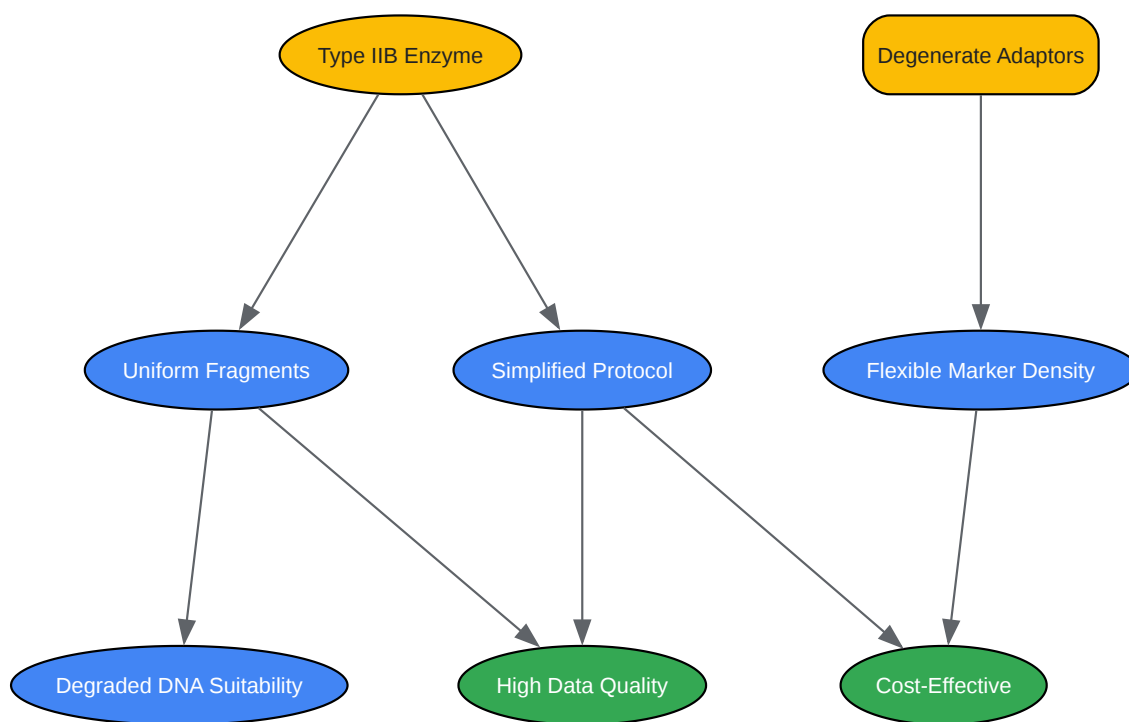 Type IIB Enzyme
Degenerate Adaptors
Uniform Fragments
Simplified Protocol
Flexible Marker Density
Degraded DNA Suitability
High Data Quality
Cost-Effective